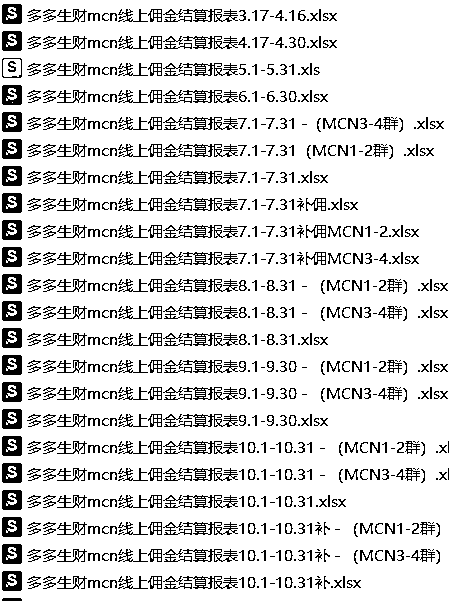 多多生财mcn线上佣金结算报表3.17-4.16.xlsx
多多生财mcn线上佣金结算报表4.17-4.30.xlsx
多多生财mcn线上佣金结算报表5.1-5.31.xls
多多生财mcn线上佣金结算报表6.1-6.30.xlsx
多多生财mcn线上佣金结算报表7.1-7.31 -（MCN3-4群）.xlsx
多多生财mcn线上佣金结算报表7.1-7.31（MCN1-2群）.xlsx
多多生财mcn线上佣金结算报表7.1-7.31.xlsx
多多生财mcn线上佣金结算报表7.1-7.31补佣.xlsx
多多生财mcn线上佣金结算报表7.1-7.31补佣MCN1-2.xlsx
多多生财mcn线上佣金结算报表7.1-7.31补佣MCN3-4.xlsx
多多生财mcn线上佣金结算报表8.1-8.31 -（MCN1-2群）.xlsx
多多生财mcn线上佣金结算报表8.1-8.31 -（MCN3-4群）.xlsx
多多生财mcn线上佣金结算报表8.1-8.31.xlsx
多多生财mcn线上佣金结算报表9.1-9.30 -（MCN1-2群）.xlsx
多多生财mcn线上佣金结算报表9.1-9.30 -（MCN3-4群）.xlsx
多多生财mcn线上佣金结算报表9.1-9.30.xlsx
多多生财mcn线上佣金结算报表10.1-10.31 -（MCN1-2群）.xl
多多生财mcn线上佣金结算报表10.1-10.31 -（MCN3-4群）.xl
多多生财mcn线上佣金结算报表10.1-10.31.xlsx
多多生财mcn线上佣金结算报表10.1-10.31补 -（MCN1-2群）
多多生财mcn线上佣金结算报表10.1-10.31补 -（MCN3-4群）
多多生财mcn线上佣金结算报表10.1-10.31补.xlsx